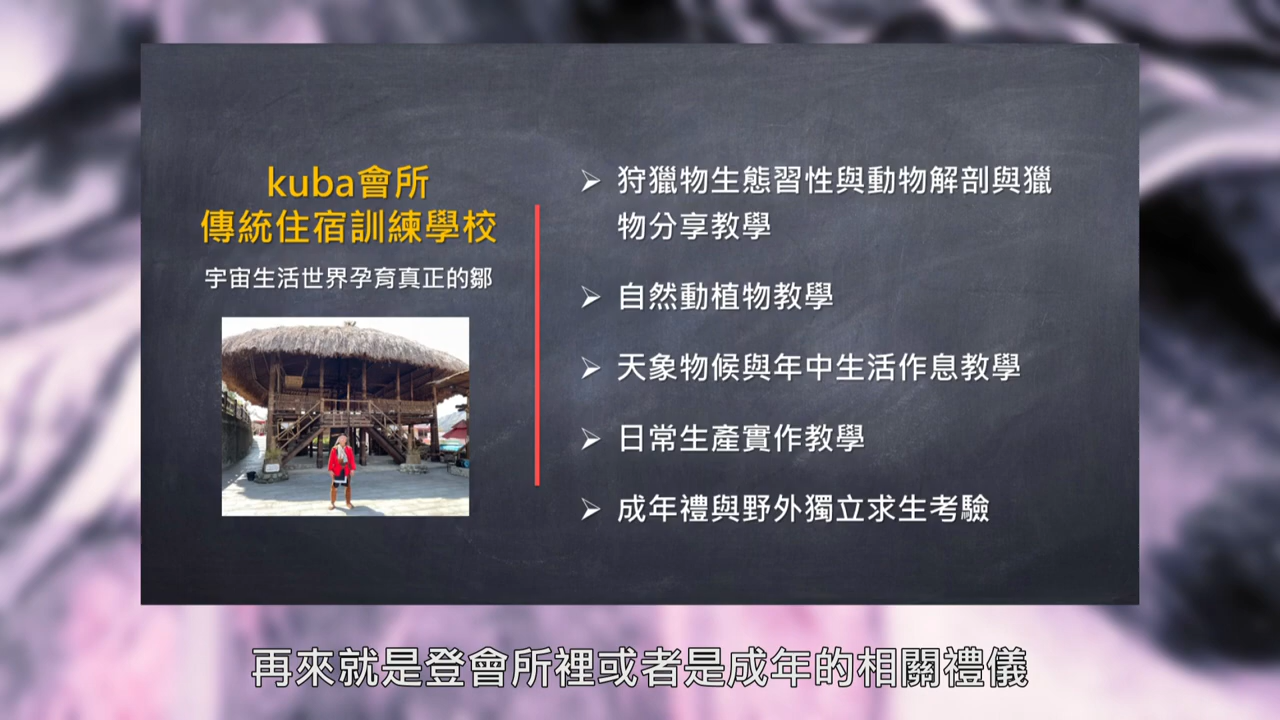 kuba會所
傳統住宿訓練學校
宇宙生活世界孕育真正的鄒
➢ 狩獵物生態習性與動物解剖與獵
物分享教學
➢ 自然動植物教學
➢ 天象物候與年中生活作息教學
➢ 日常生產實作教學
➢ 成年禮與野外獨立求生考驗
再來就是登會所裡或者是成年的相關禮儀